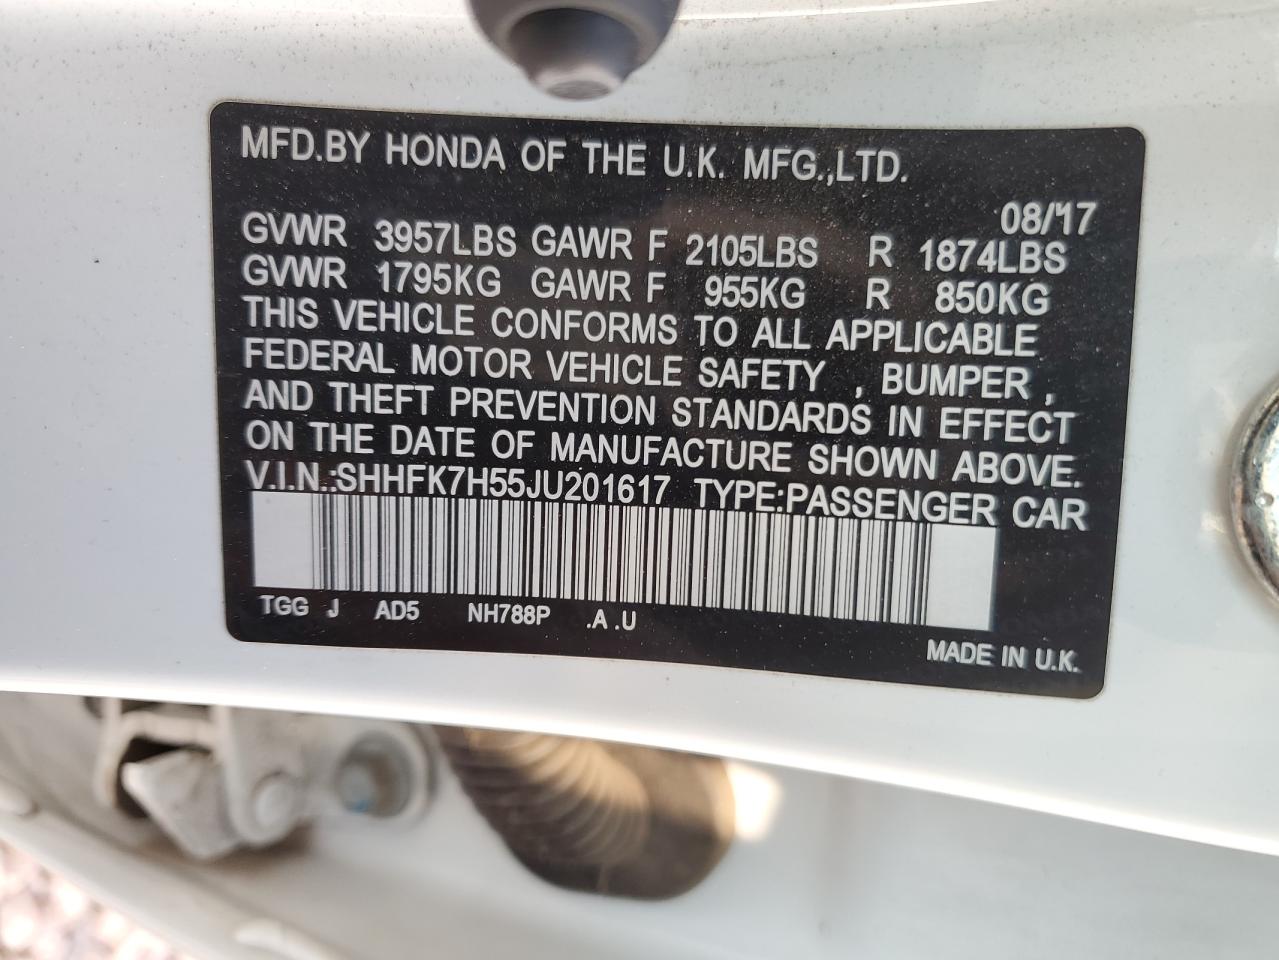 MFD.BY HONDA OF THE U.K. MFG.,LTD.
08/'17
GVWR 3957LBS GAWR F 2105LBS R 1874LBS
GVWR 1795KG GAWR F 955KG R 850KG
THIS VEHICLE CONFORMS TO ALL APPLICABLE
FEDERAL MOTOR VEHICLE SAFETY , BUMPER ,
AND THEFT PREVENTION STANDARDS IN EFFECT
ON THE DATE OF MANUFACTURE SHOWN ABOVE.
V.I.N.:SHHFK7H55JU201617 TYPE:PASSENGER CAR
TGG J AD5 NH788P .A .U
MADE IN U.K.